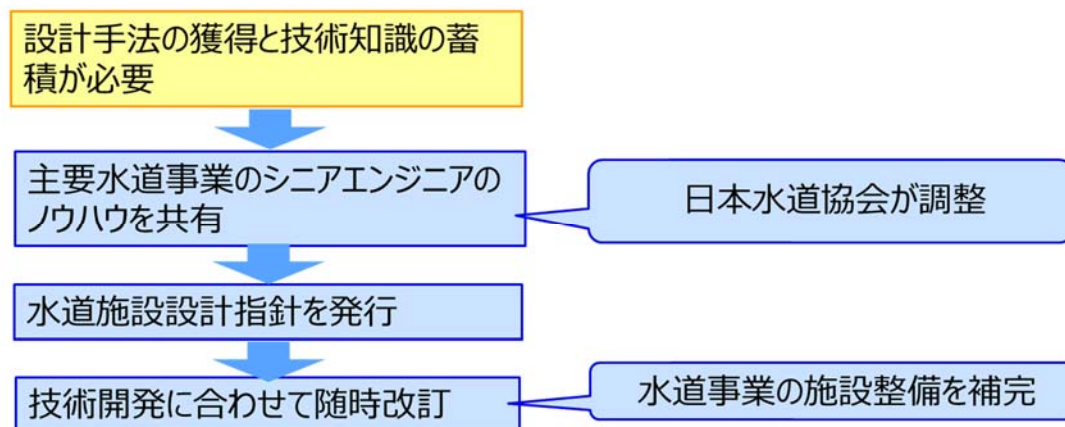 設計手法の獲得と技術知識の蓄
積が必要
主要水道事業のシニアエンジニアの
ノウハウを共有
日本水道協会が調整
水道施設設計指針を発行
技術開発に合わせて随時改訂
水道事業の施設整備を補完